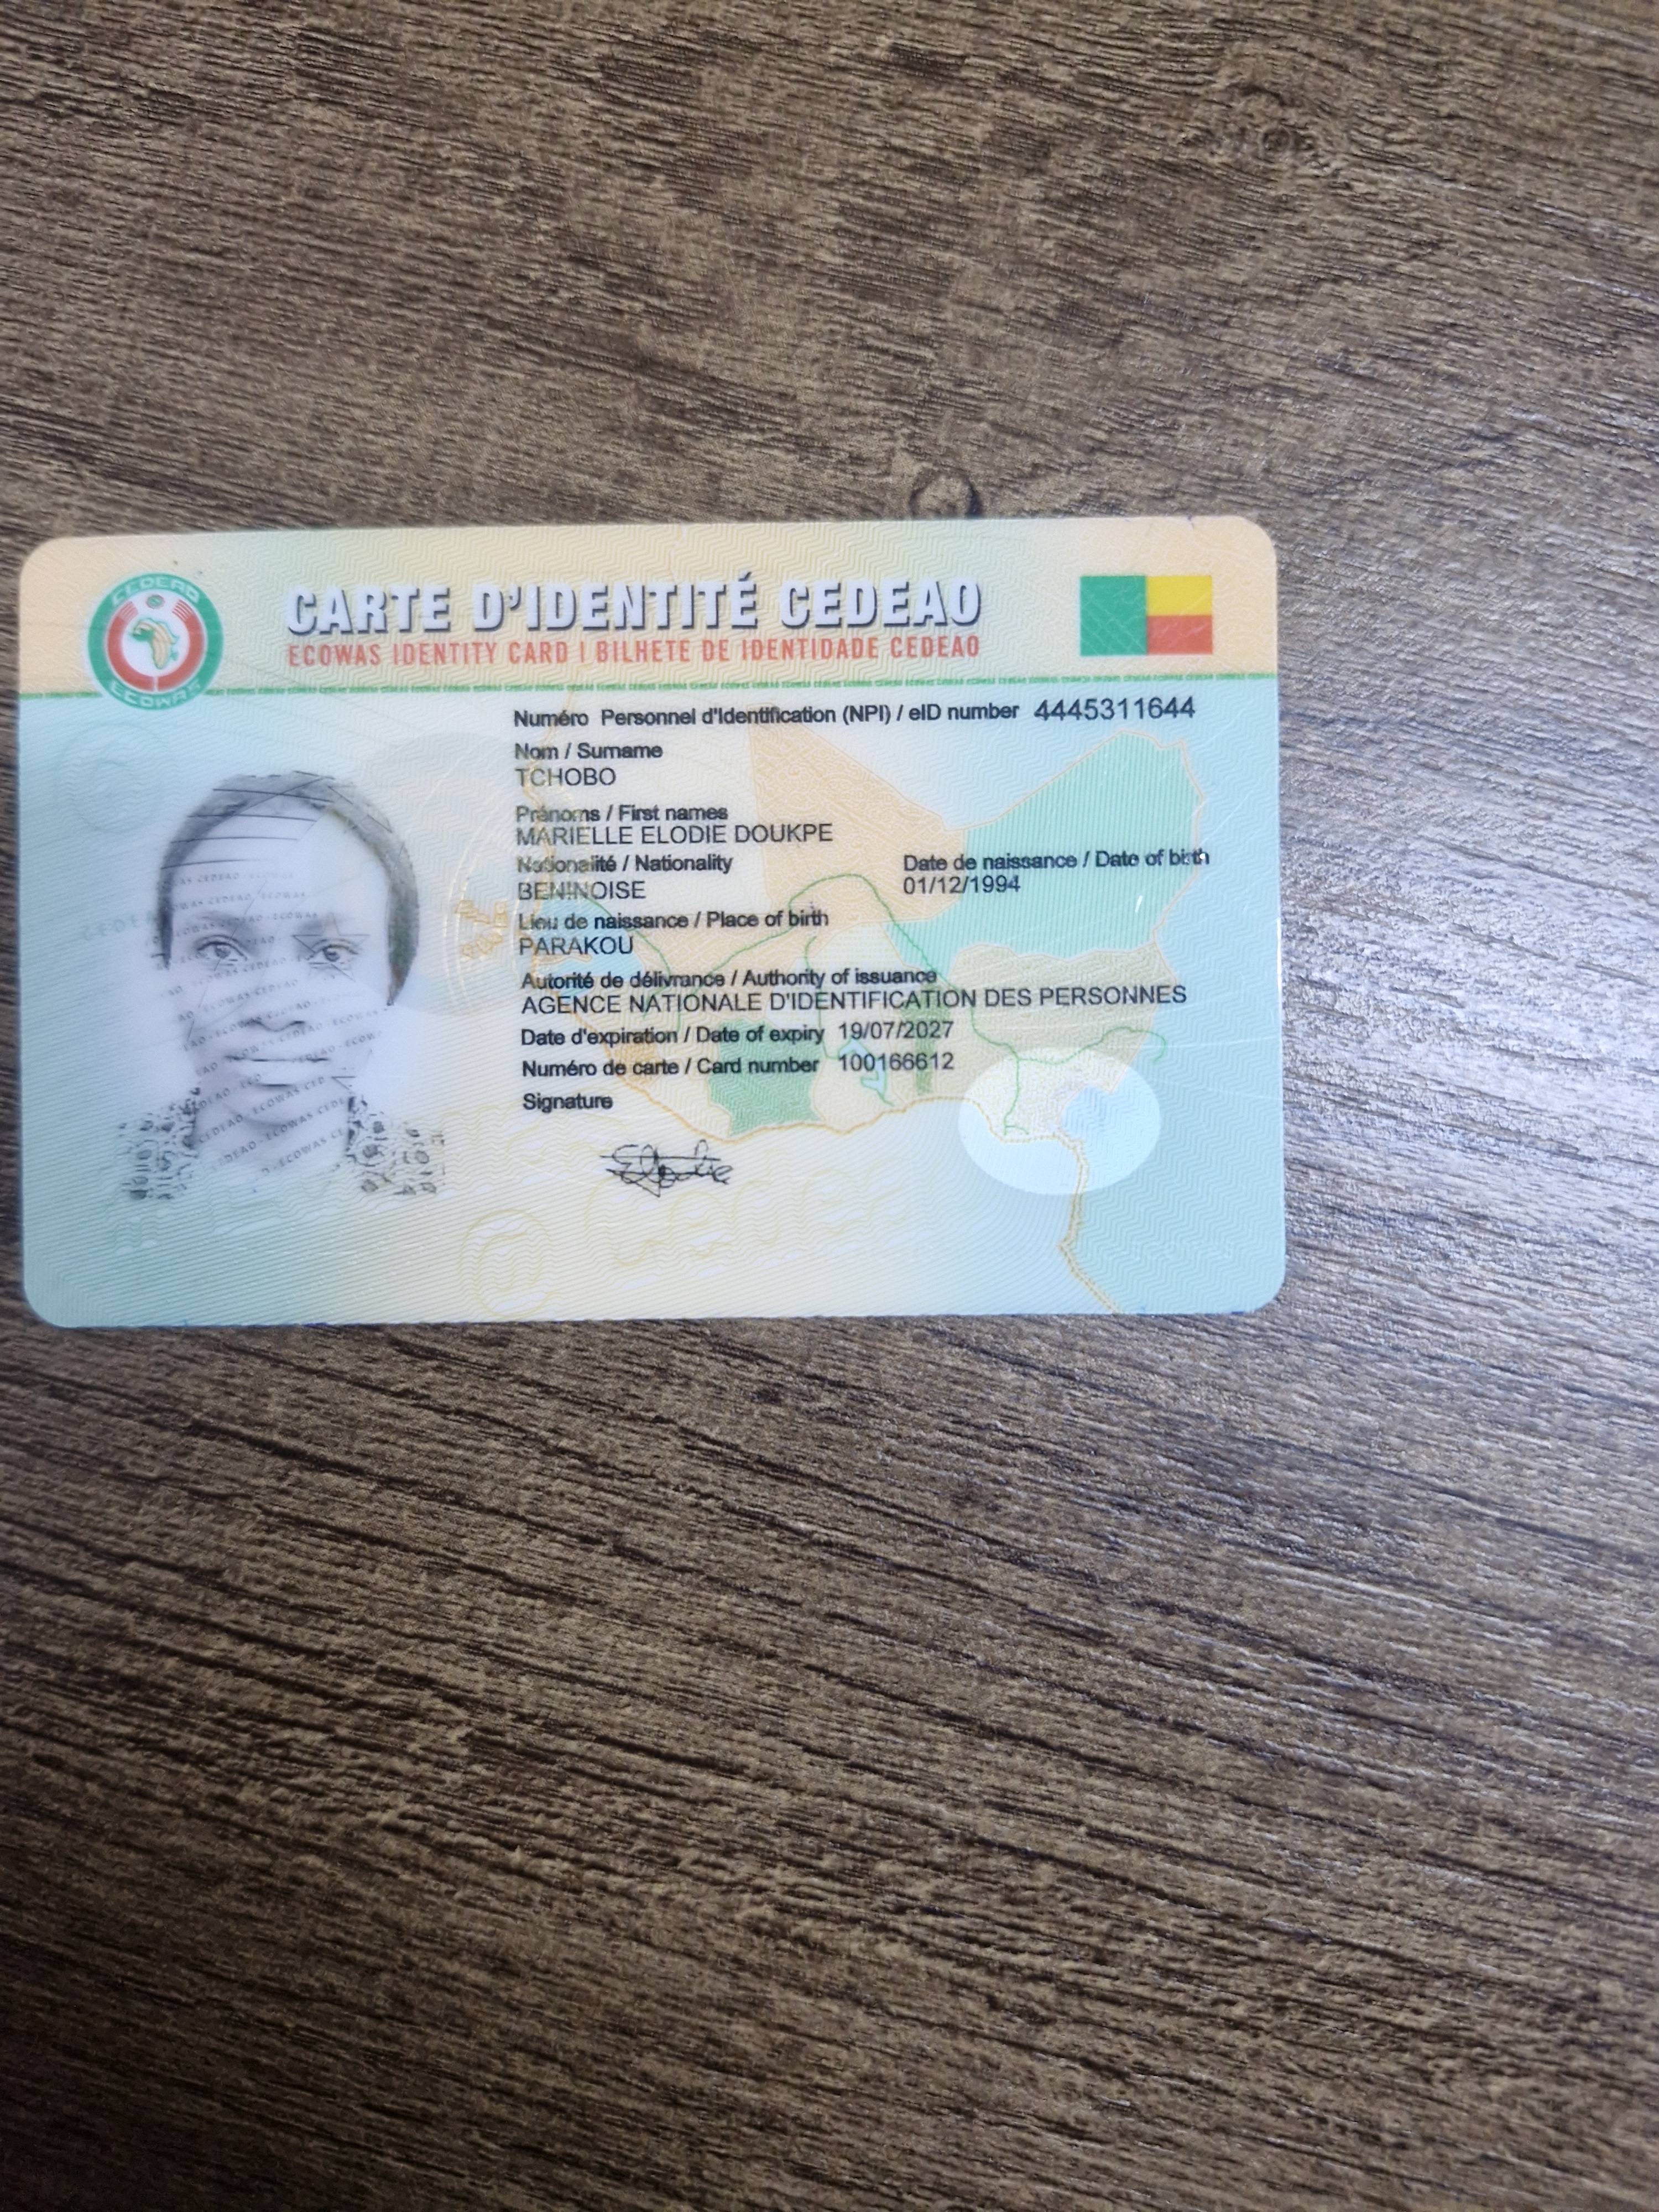 CEDEAO
ECOWAS
CARTE D'IDENTITÉ CEDEAO
ECOWAS IDENTITY CARD | BILHETE DE IDENTIDADE CEDEAO
Numéro Personnel d'Identification (NPI) / eID number 4445311644
Nom / Surname
TCHOBO
Prénoms / First names
MARIELLE ELODIE DOUKPE
Nationalité / Nationality
BENINOISE
Date de naissance / Date of birth
01/12/1994
Lieu de naissance / Place of birth
PARAKOU
Autorité de délivrance / Authority of issuance
AGENCE NATIONALE D'IDENTIFICATION DES PERSONNES
Date d'expiration / Date of expiry 19/07/2027
Numéro de carte / Card number 100166612
Signature
Elodie